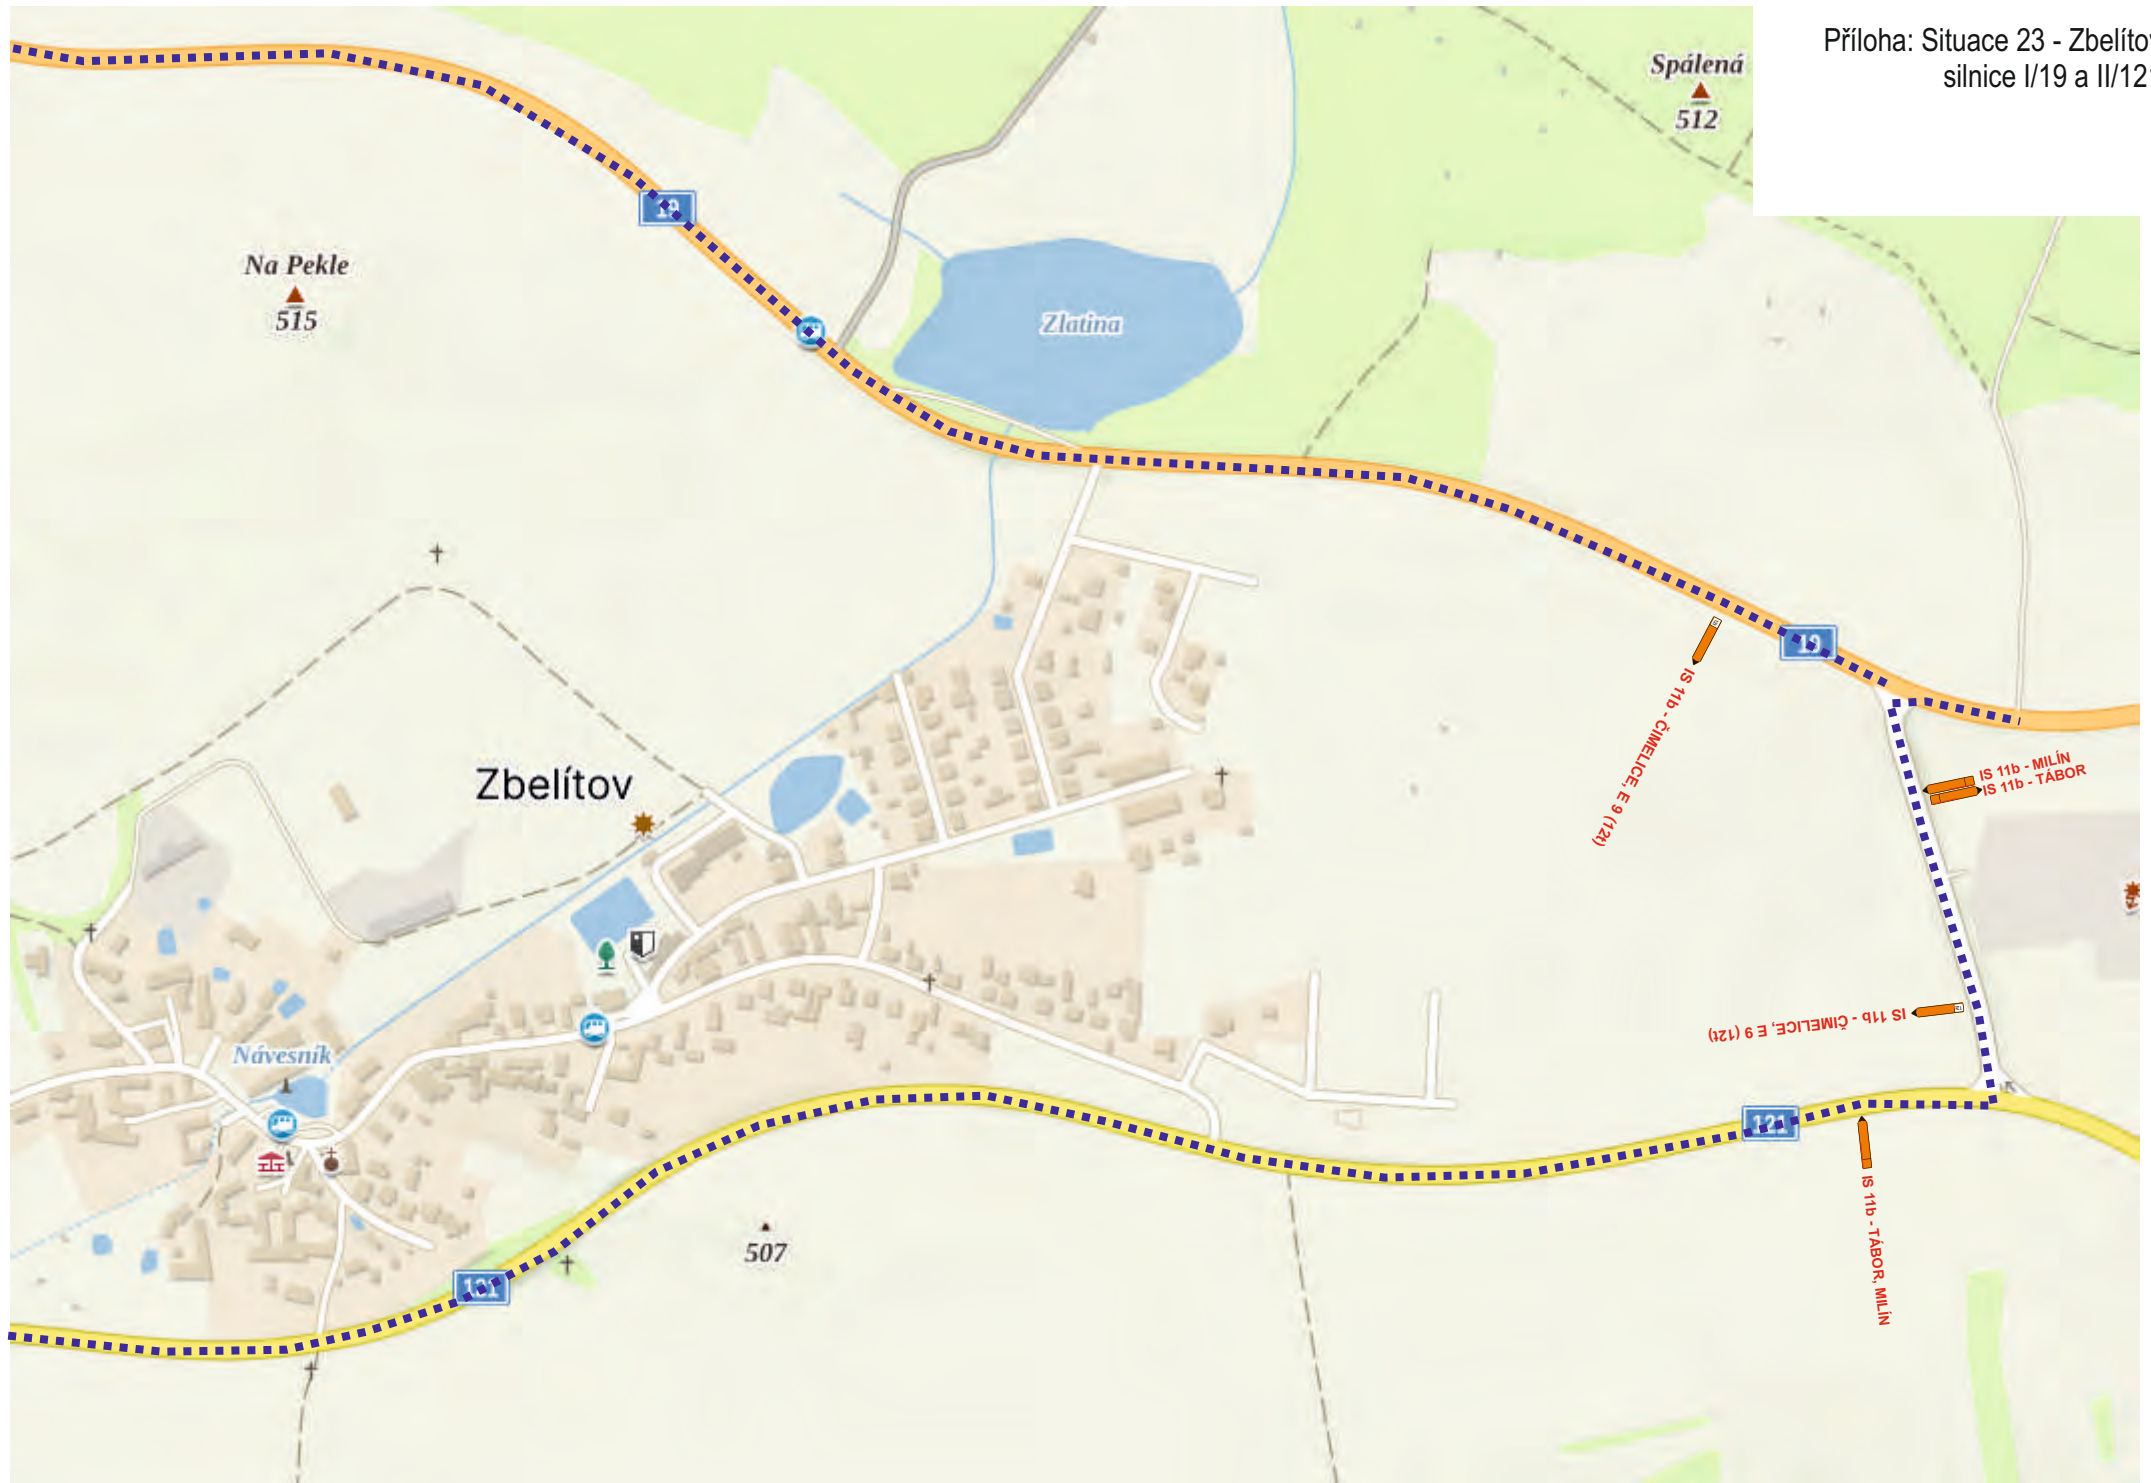 Příloha: Situace 23 - Zbelítov
silnice I/19 a II/121
Spálená
512
19
Na Pekle
515
Zlatina
19
IS 11b - ČIMELICE, E 9 (12t)
IS 11b - MILÍN
IS 11b - TÁBOR
Zbelítov
IS 11b - ČIMELICE, E 9 (12t)
Návesník
121
IS 11b - TÁBOR, MILÍN
507
121